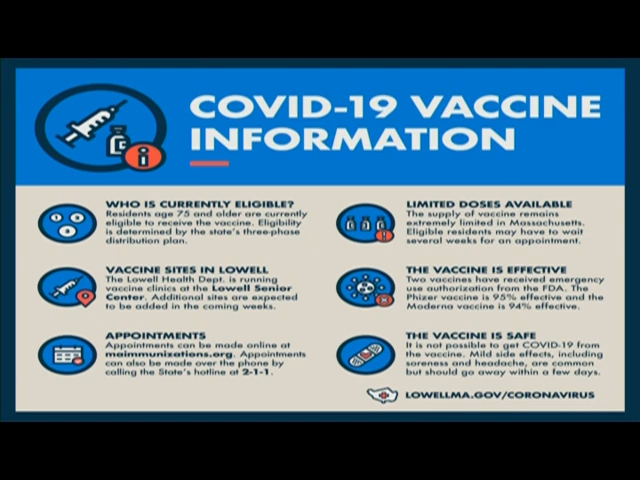 COVID-19 VACCINE
INFORMATION
WHO IS CURRENTLY ELIGIBLE?
Residents age 75 and older are currently
eligible to receive the vaccine. Eligibility
is determined by the state's three-phase
distribution plan.
VACCINE SITES IN LOWELL
The Lowell Health Dept. is running
vaccine clinics at the Lowell Senior
Center. Additional sites are expected
to be added in the coming weeks.
APPOINTMENTS
Appointments can be made online at
maimmunizations.org. Appointments
can also be made over the phone by
calling the State's hotline at 2-1-1.
LIMITED DOSES AVAILABLE
The supply of vaccine remains
extremely limited in Massachusetts.
Eligible residents may have to wait
several weeks for an appointment.
THE VACCINE IS EFFECTIVE
Two vaccines have received emergency
use authorization from the FDA. The
Phizer vaccine is 95% effective and the
Moderna vaccine is 94% effective.
THE VACCINE IS SAFE
It is not possible to get COVID-19 from
the vaccine. Mild side effects, including
soreness and headache, are common
but should go away within a few days.
LOWELLMA.GOV/CORONAVIRUS